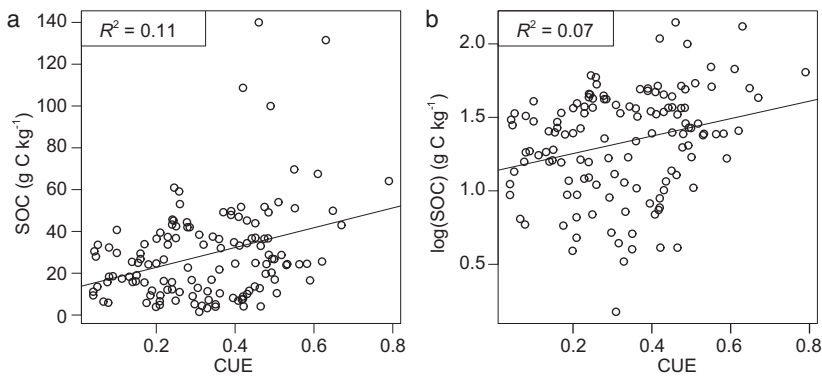 a
R² = 0.11
SOC (g C kg⁻¹)
140
120
100
80
60
40
20
0
0.2
0.4
0.6
0.8
CUE
b
R² = 0.07
log(SOC) (g C kg⁻¹)
2.0
1.5
1.0
0.5
0.2
0.4
0.6
0.8
CUE